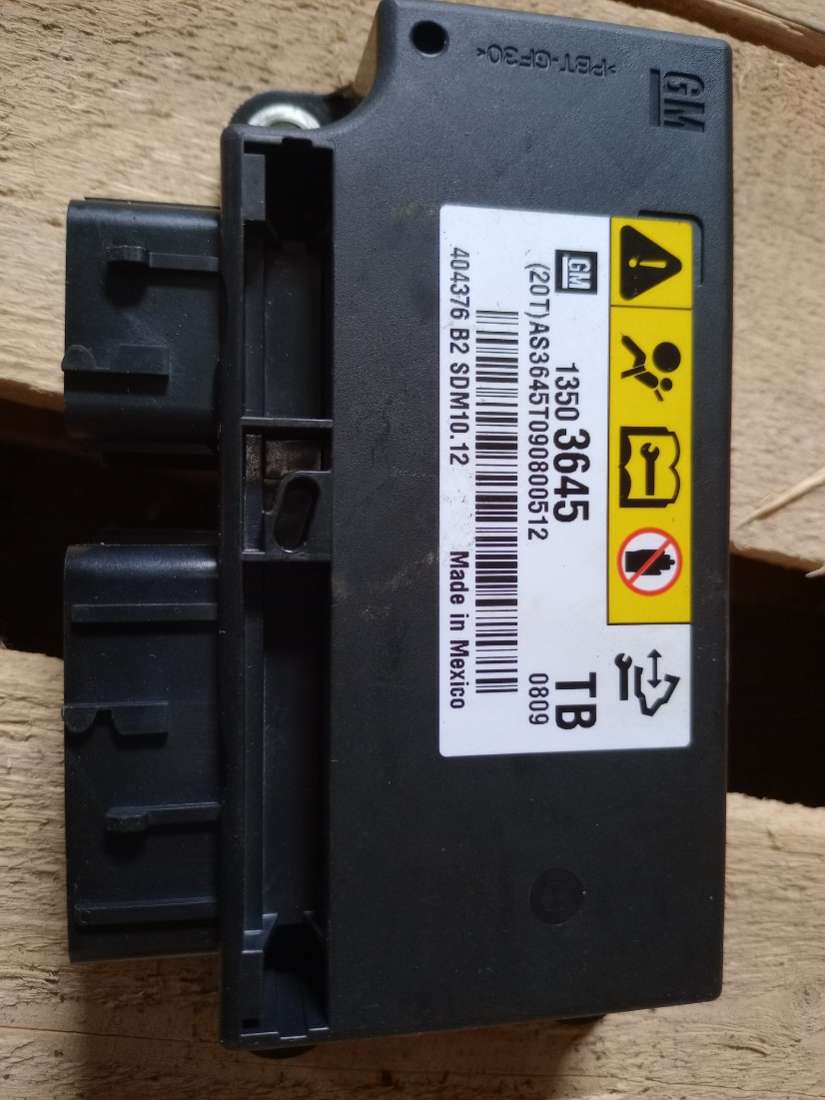 >PBT-GF30<
GM
GM
1350 3645 TB
(20T)AS3645T090800512 0809
404376 B2 SDM10.12 Made in Mexico